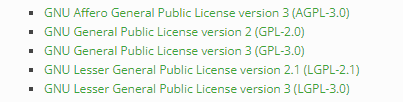 GNU Affero General Public License version 3 (AGPL-3.0)
GNU General Public License version 2 (GPL-2.0)
GNU General Public License version 3 (GPL-3.0)
GNU Lesser General Public License version 2.1 (LGPL-2.1)
GNU Lesser General Public License version 3 (LGPL-3.0)